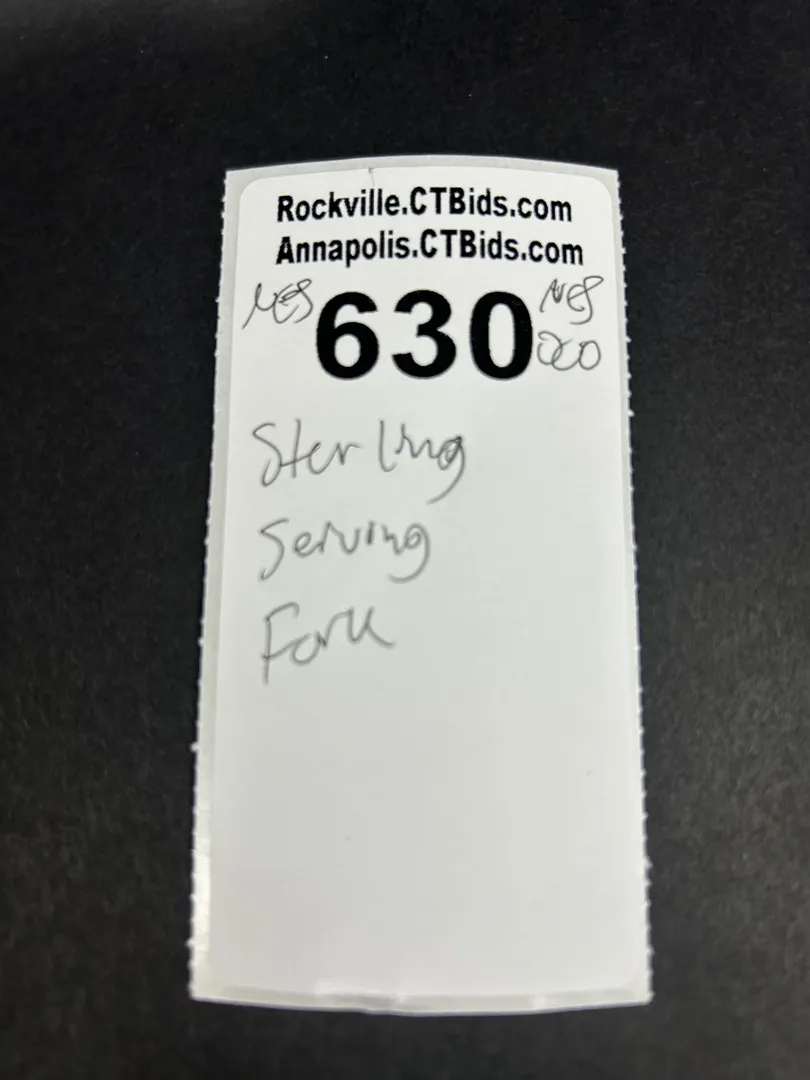 Rockville.CTBids.com
Annapolis.CTBids.com
630
Sterling
Serving
Fork